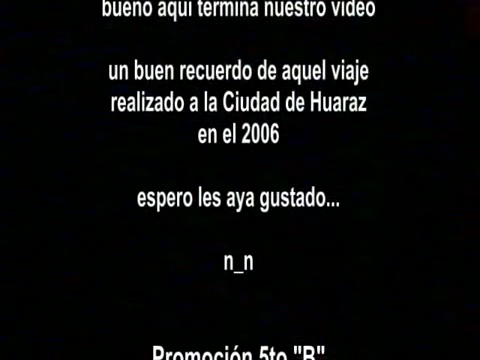 bueno aquí termina nuestro video
un buen recuerdo de aquel viaje
realizado a la Ciudad de Huaraz
en el 2006
espero les aya gustado...
n_n
Promoción 5to "B"